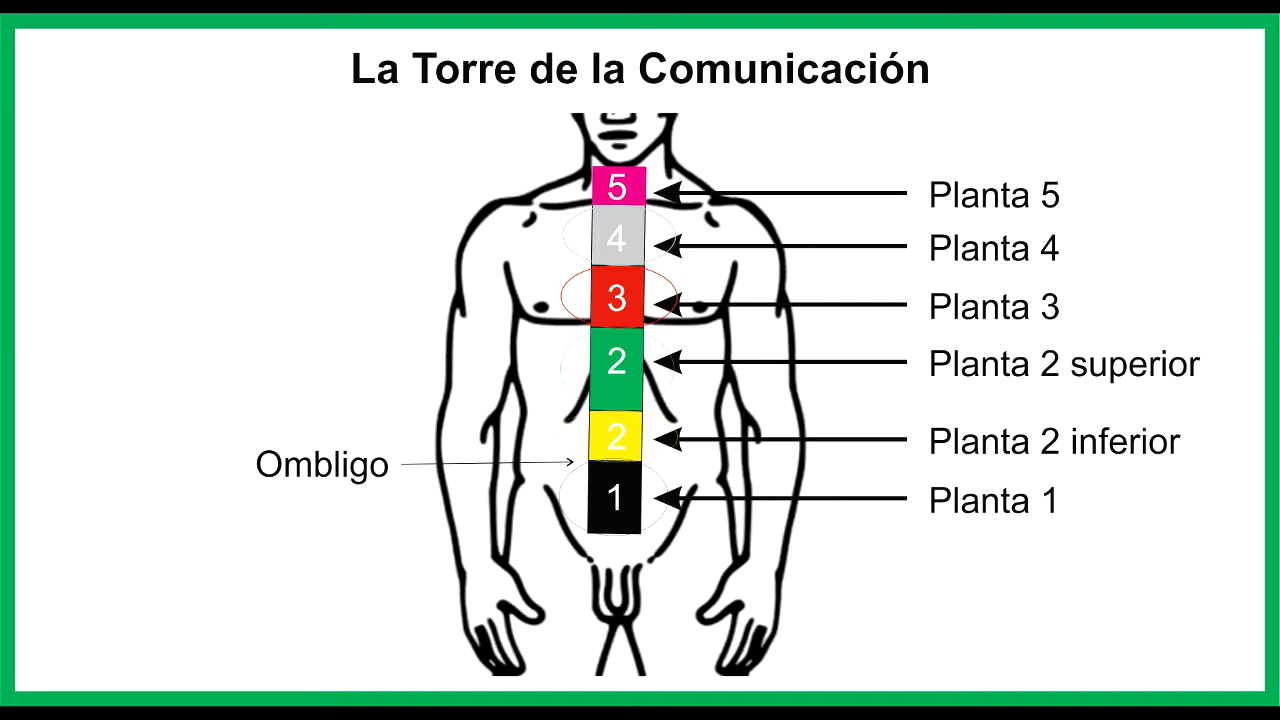 La Torre de la Comunicación
5
Planta 5
4
Planta 4
3
Planta 3
2
Planta 2 superior
2
Planta 2 inferior
Ombligo
1
Planta 1